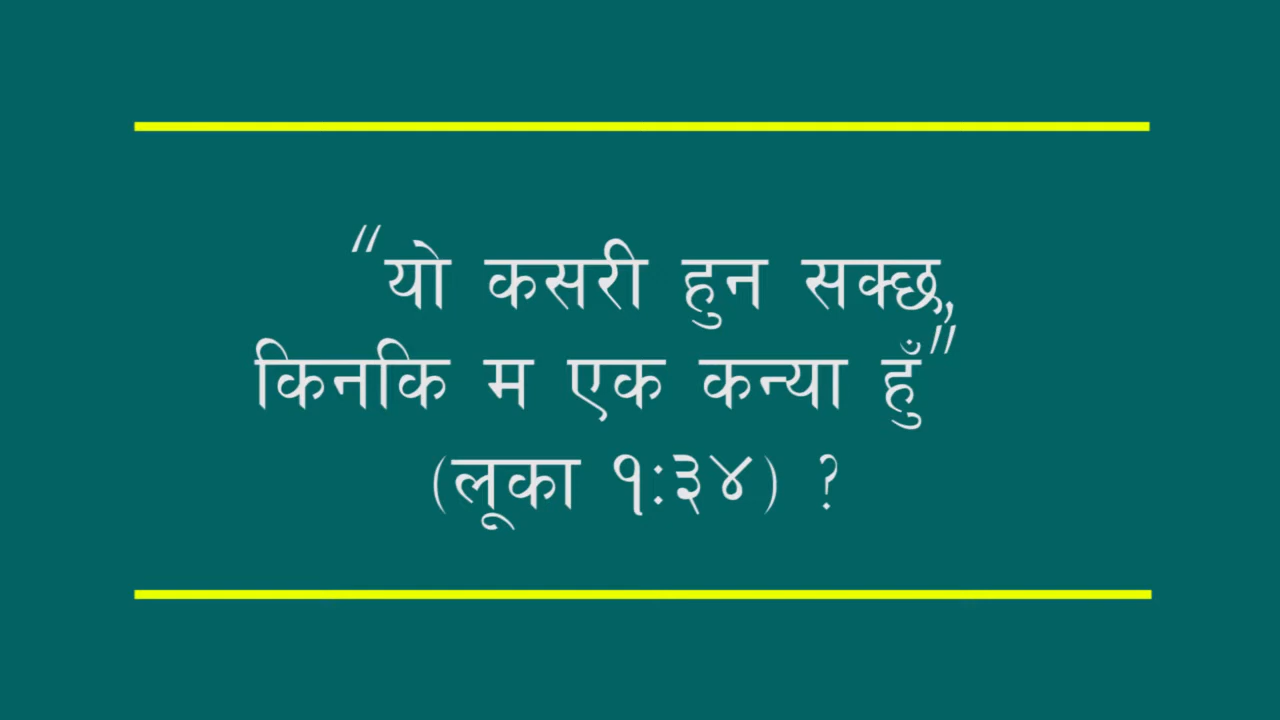 “यो कसरी हुन सक्छ,
किनकि म एक कन्या हुँ”
(लूका १:३४) ?